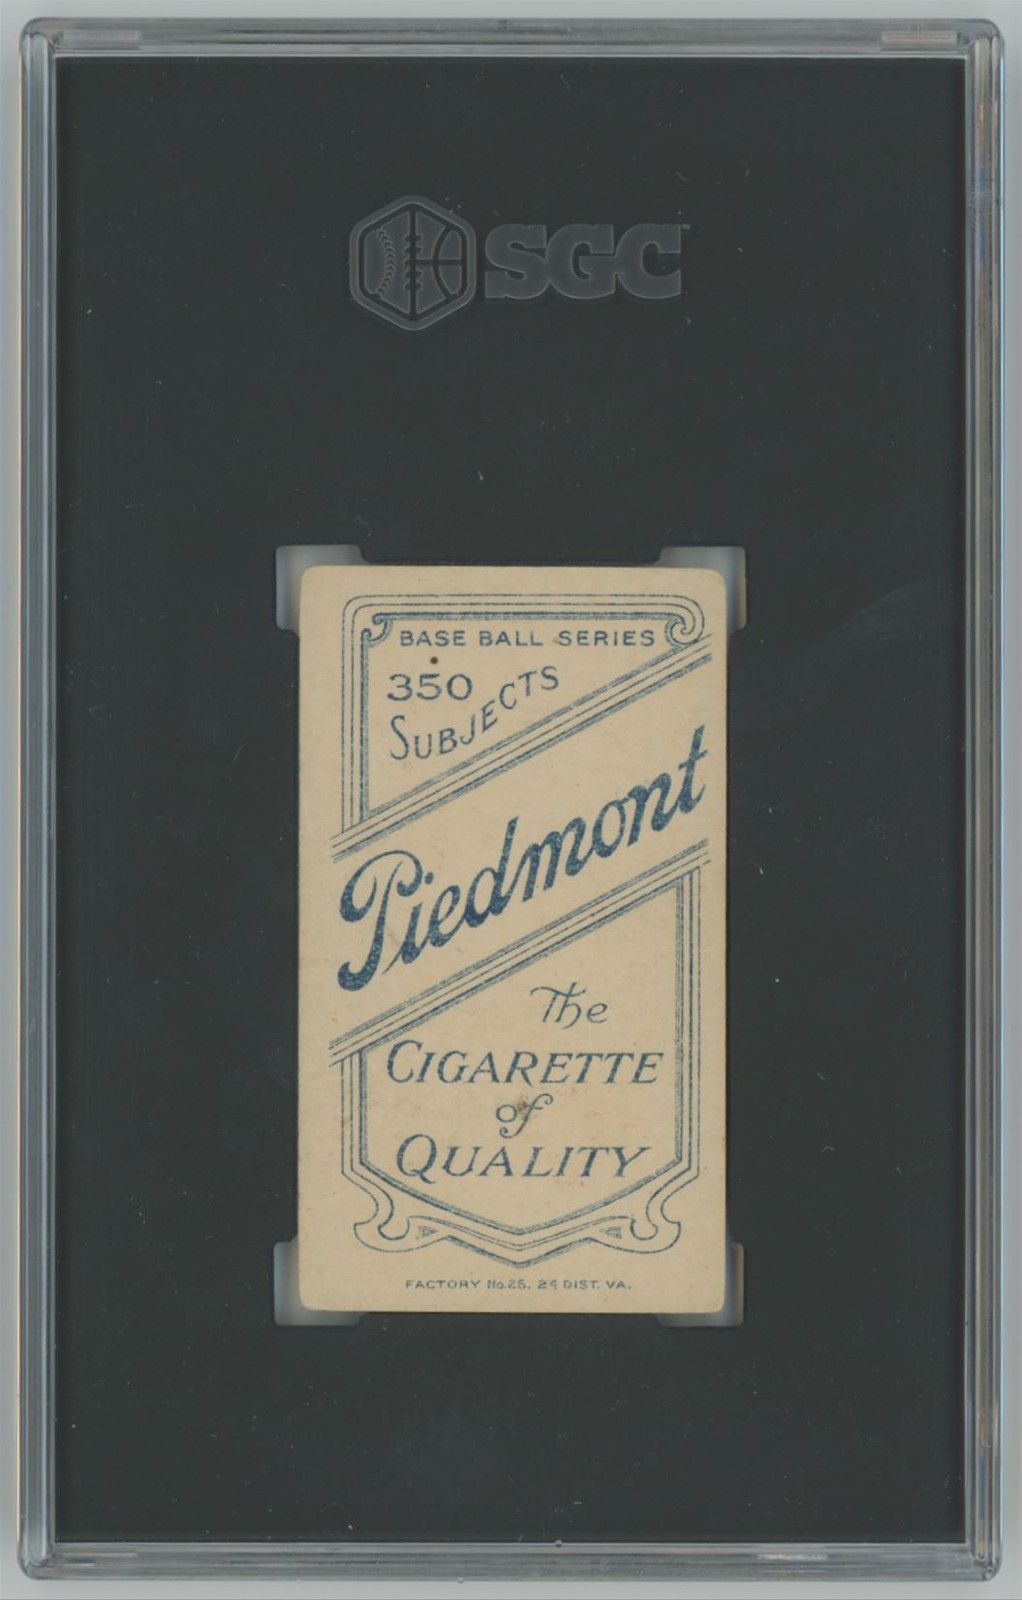 SGC
BASE BALL SERIES
350
SUBJECTS
Piedmont
The
CIGARETTE
of
QUALITY
FACTORY No. 25. 2d DIST. VA.